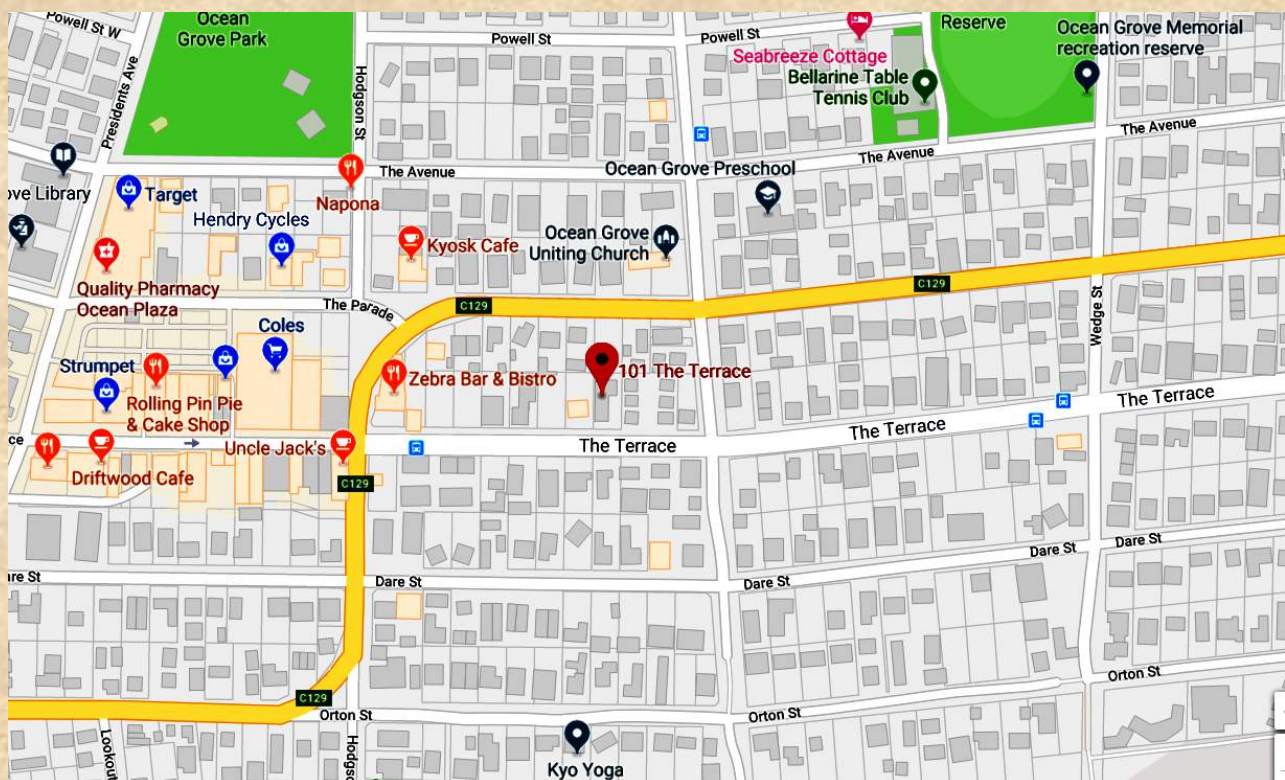 Powell St W
Ocean
Grove Park
Presidents Ave
Hodgson St
Powell St
Powell St
Seabreeze Cottage
Reserve
Ocean Grove Memorial
recreation reserve
Bellarine Table
Tennis Club
The Avenue
The Avenue
The Avenue
ove Library
Target
Napona
Ocean Grove Preschool
Hendry Cycles
Kyosk Cafe
Ocean Grove
Uniting Church
Quality Pharmacy
Ocean Plaza
The Parade
C129
C129
Wedge St
Coles
Strumpet
Zebra Bar & Bistro
101 The Terrace
Rolling Pin Pie
& Cake Shop
ce
Uncle Jack's
The Terrace
The Terrace
The Terrace
Driftwood Cafe
C129
are St
Dare St
Dare St
Dare St
Dare St
C129
Orton St
Orton St
Orton St
Lookout
Hodgs
Kyo Yoga